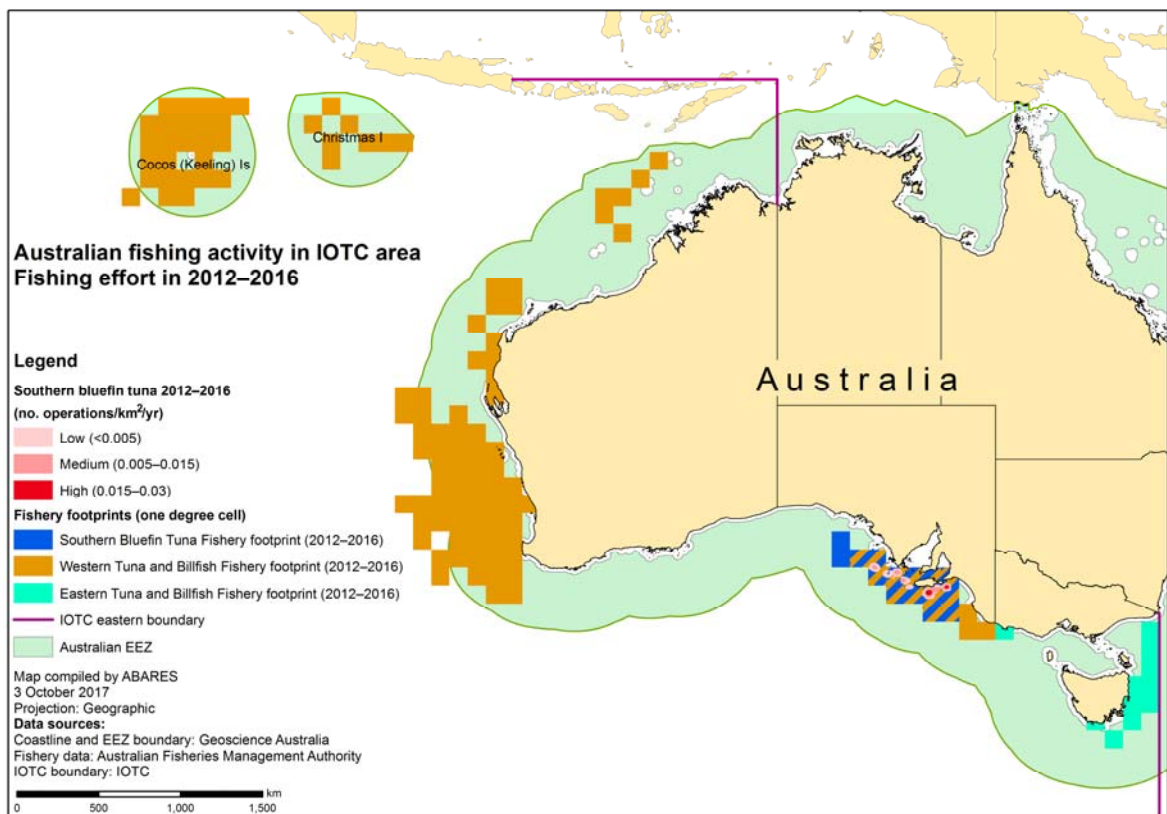 Cocos (Keeling) Is
Christmas I
Australian fishing activity in IOTC area
Fishing effort in 2012–2016
Australia
Legend
Southern bluefin tuna 2012–2016
(no. operations/km²/yr)
Low (<0.005)
Medium (0.005–0.015)
High (0.015–0.03)
Fishery footprints (one degree cell)
Southern Bluefin Tuna Fishery footprint (2012–2016)
Western Tuna and Billfish Fishery footprint (2012–2016)
Eastern Tuna and Billfish Fishery footprint (2012–2016)
IOTC eastern boundary
Australian EEZ
Map compiled by ABARES
3 October 2017
Projection: Geographic
Data sources:
Coastline and EEZ boundary: Geoscience Australia
Fishery data: Australian Fisheries Management Authority
IOTC boundary: IOTC
km
0 500 1,000 1,500